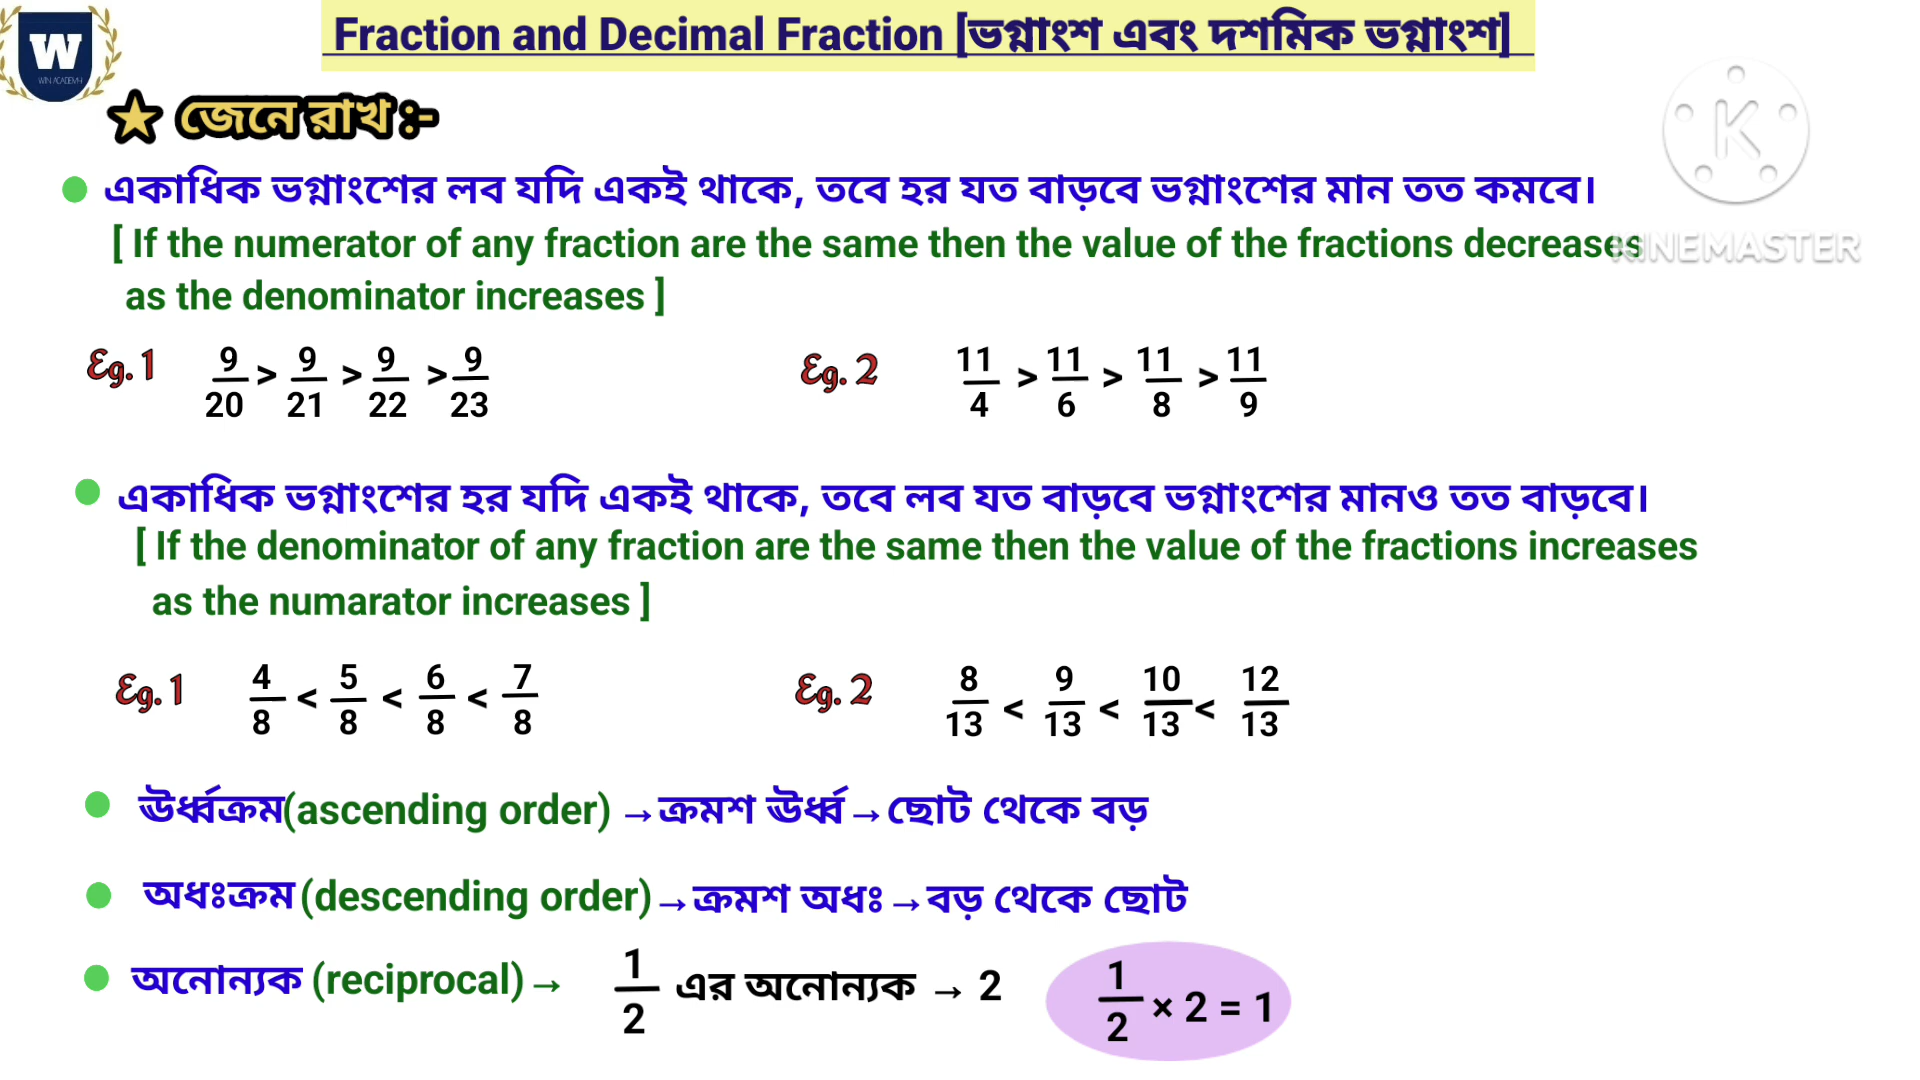 W
WIN ACADEMY
Fraction and Decimal Fraction [ভগ্নাংশ এবং দশমিক ভগ্নাংশ]
★ জেনে রাখ :-
K
KINEMASTER
একাধিক ভগ্নাংশের লব যদি একই থাকে, তবে হর যত বাড়বে ভগ্নাংশের মান তত কমবে।
[ If the numerator of any fraction are the same then the value of the fractions decreases
as the denominator increases ]
Eg. 1 9/20 > 9/21 > 9/22 > 9/23 Eg. 2 11/4 > 11/6 > 11/8 > 11/9
একাধিক ভগ্নাংশের হর যদি একই থাকে, তবে লব যত বাড়বে ভগ্নাংশের মানও তত বাড়বে।
[ If the denominator of any fraction are the same then the value of the fractions increases
as the numarator increases ]
Eg. 1 4/8 < 5/8 < 6/8 < 7/8 Eg. 2 8/13 < 9/13 < 10/13 < 12/13
ঊর্ধ্বক্রম(ascending order) →ক্রমশ ঊর্ধ্ব→ছোট থেকে বড়
অধঃক্রম (descending order)→ক্রমশ অধঃ→বড় থেকে ছোট
অনোন্যক (reciprocal)→ 1/2 এর অনোন্যক → 2 1/2 × 2 = 1